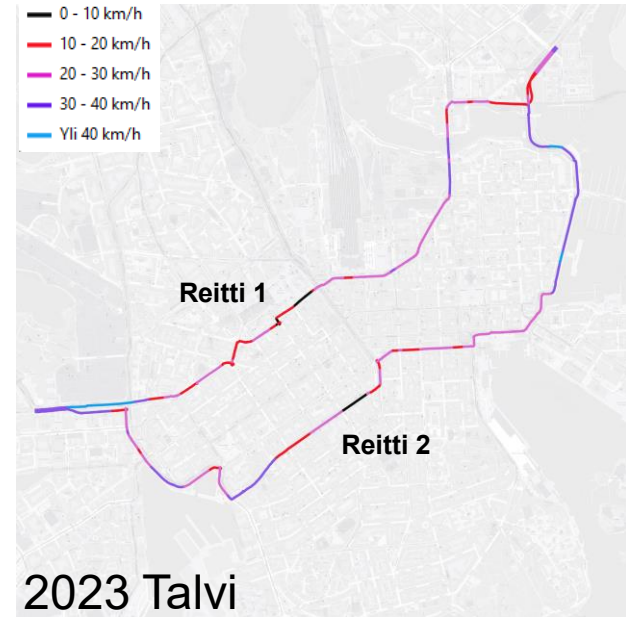 0 - 10 km/h
10 - 20 km/h
20 - 30 km/h
30 - 40 km/h
Yli 40 km/h
Reitti 1
Reitti 2
2023 Talvi